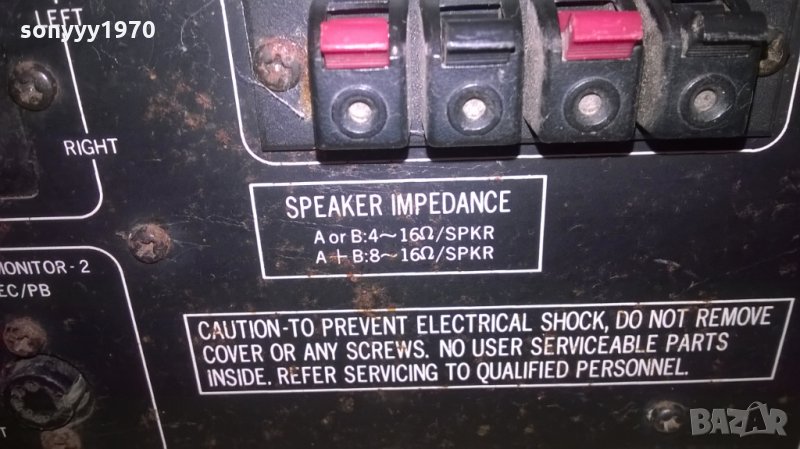 LEFT
sonyyy1970
RIGHT
SPEAKER IMPEDANCE
A or B:4~16Ω/SPKR
A+B:8~16Ω/SPKR
MONITOR-2
EC/PB
CAUTION-TO PREVENT ELECTRICAL SHOCK, DO NOT REMOVE
COVER OR ANY SCREWS. NO USER SERVICEABLE PARTS
INSIDE. REFER SERVICING TO QUALIFIED PERSONNEL.
T
BAZAR